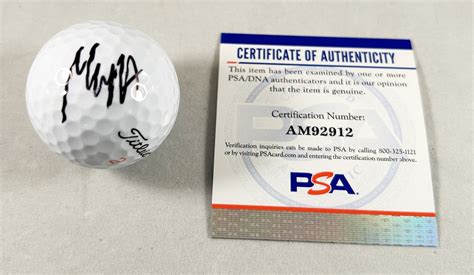 Titleist
2
CERTIFICATE OF AUTHENTICITY
This item has been examined by one or more
PSA/DNA authenticators and it is our opinion
that the item is genuine.
Certification Number:
AM92912
Verification inquiries can be made to PSA by calling 800-325-1121
or by visiting PSAcard.com and entering the certification number above.
PSA